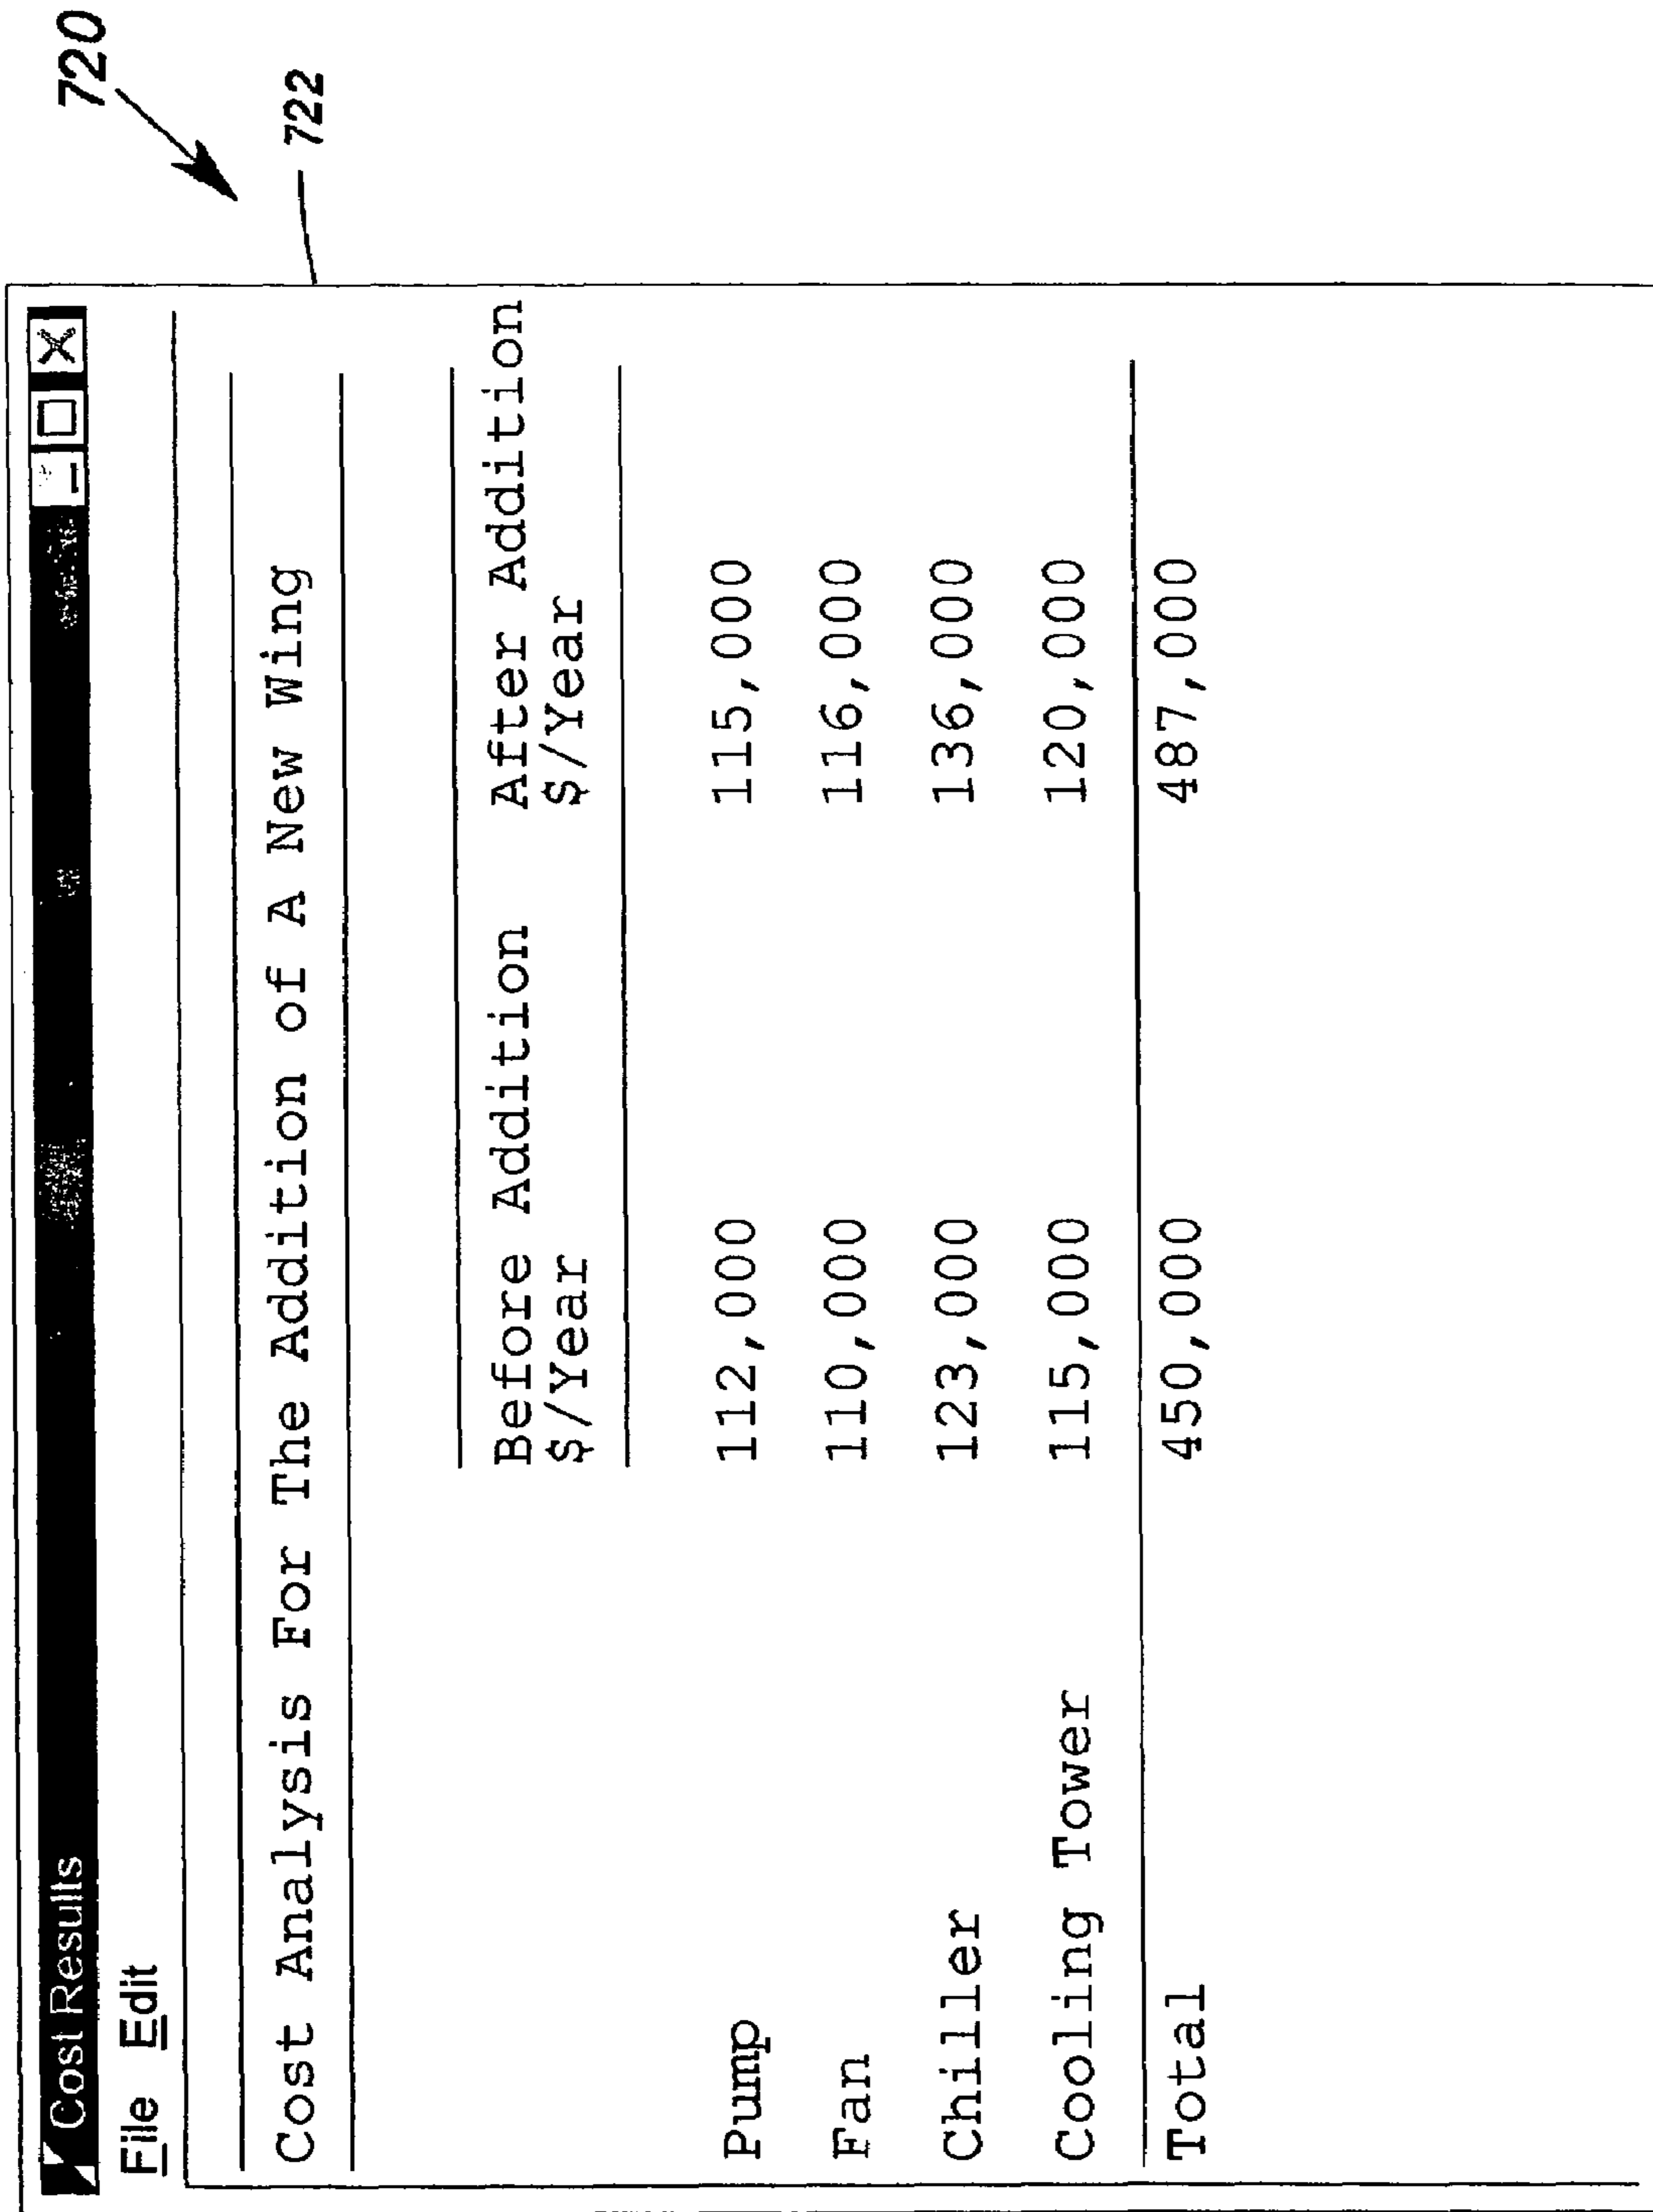 720
722
Cost Results
File Edit
Cost Analysis For The Addition of A New Wing
Before Addition After Addition
$/Year $/Year
Pump 112,000 115,000
Fan 110,000 116,000
Chiller 123,000 136,000
Cooling Tower 115,000 120,000
Total 450,000 487,000